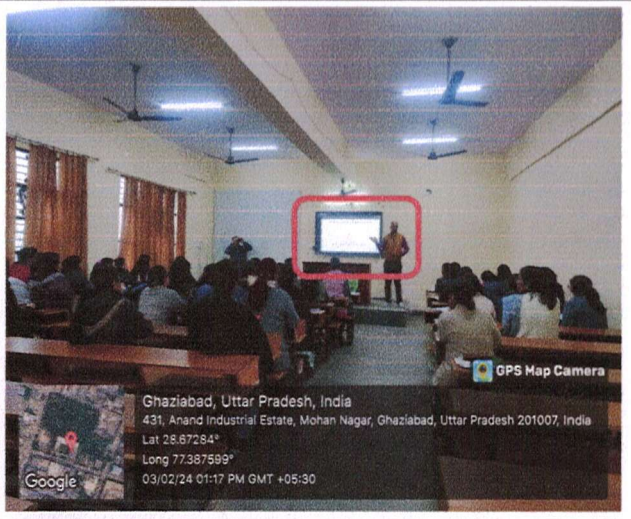 GPS Map Camera
Ghaziabad, Uttar Pradesh, India
431, Anand Industrial Estate, Mohan Nagar, Ghaziabad, Uttar Pradesh 201007, India
Lat 28.67284°
Long 77.387599°
03/02/24 01:17 PM GMT +05:30
Google